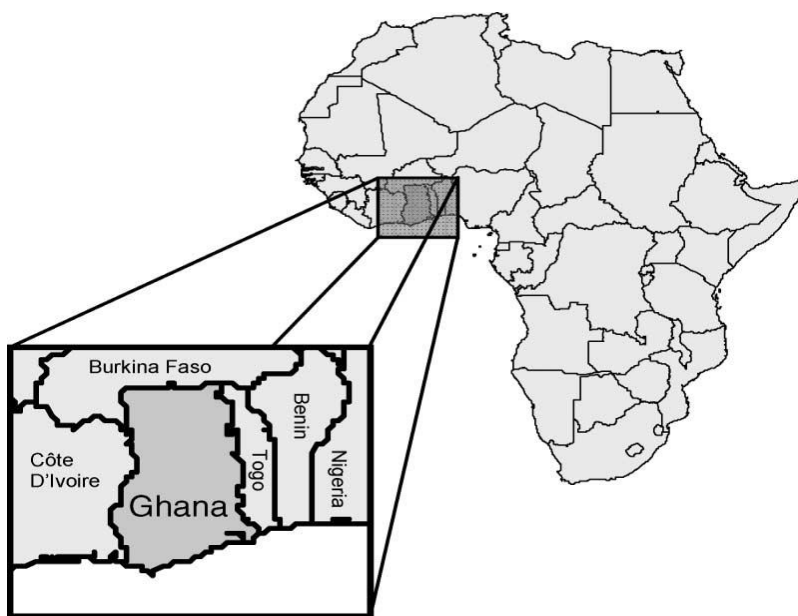 Burkina Faso
Benin
Côte
D'Ivoire
Togo
Nigeria
Ghana